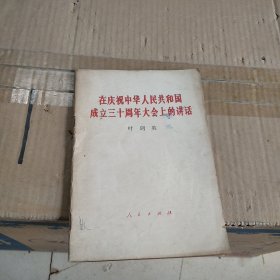 在庆祝中华人民共和国
成立三十周年大会上的讲话
叶剑英
人民出版社